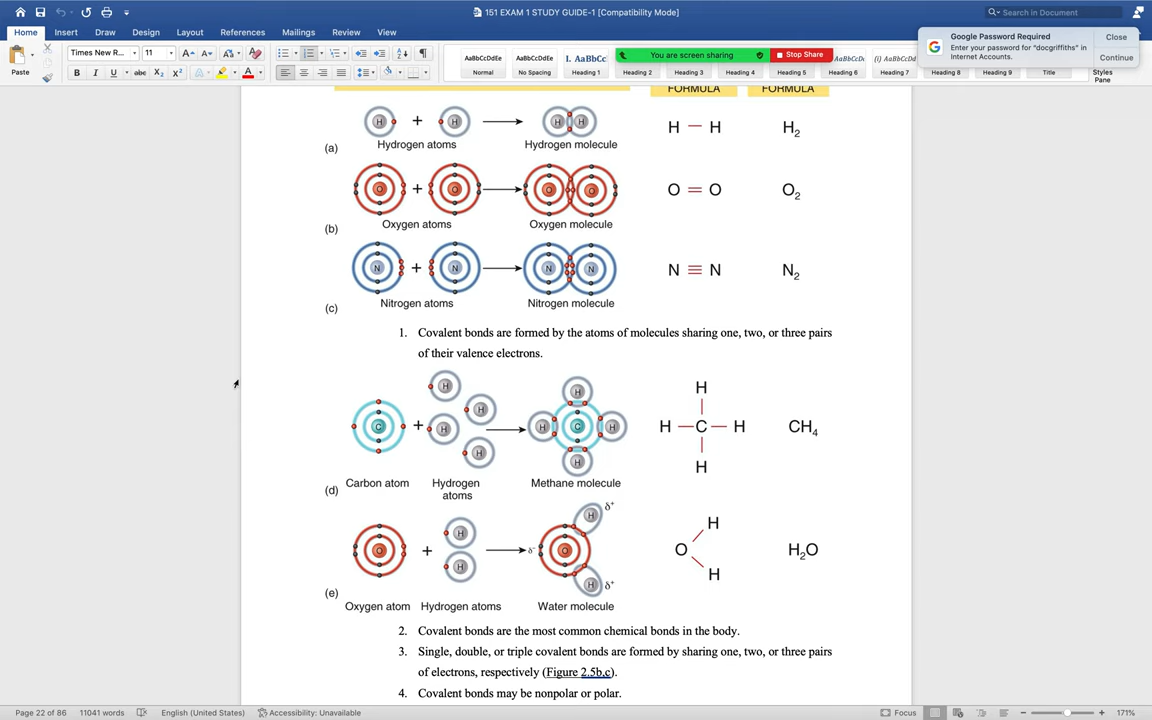 151 EXAM 1 STUDY GUIDE-1 [Compatibility Mode]
Search in Document
Home Insert Draw Design Layout References Mailings Review View
Google Password Required
Enter your password for "docgriffiths" in Internet Accounts.
Close
Continue
Paste
Times New R... 11
You are screen sharing
Stop Share
AaBbCcDdEe AaBbCcDdEe I. AaBbCc AaBbCcDd (i) AaBbCcDd
Normal No Spacing Heading 1 Heading 2 Heading 3 Heading 4 Heading 5 Heading 6 Heading 7 Heading 8 Heading 9 Title
Styles Pane
FORMULA FORMULA
H + H H H H — H H2
Hydrogen atoms Hydrogen molecule
(a)
O + O O O O = O O2
Oxygen atoms Oxygen molecule
(b)
N + N N N N ≡ N N2
Nitrogen atoms Nitrogen molecule
(c)
1. Covalent bonds are formed by the atoms of molecules sharing one, two, or three pairs
of their valence electrons.
H H H
H
C + H H C H H — C — H CH4
H H H
Carbon atom Hydrogen atoms Methane molecule
(d)
H H δ+ H
O + δ- O O H2O
H H δ+ H
(e)
Oxygen atom Hydrogen atoms Water molecule
2. Covalent bonds are the most common chemical bonds in the body.
3. Single, double, or triple covalent bonds are formed by sharing one, two, or three pairs
of electrons, respectively (Figure 2.5b,c).
4. Covalent bonds may be nonpolar or polar.
Page 22 of 86 11041 words English (United States) Accessibility: Unavailable Focus 171%